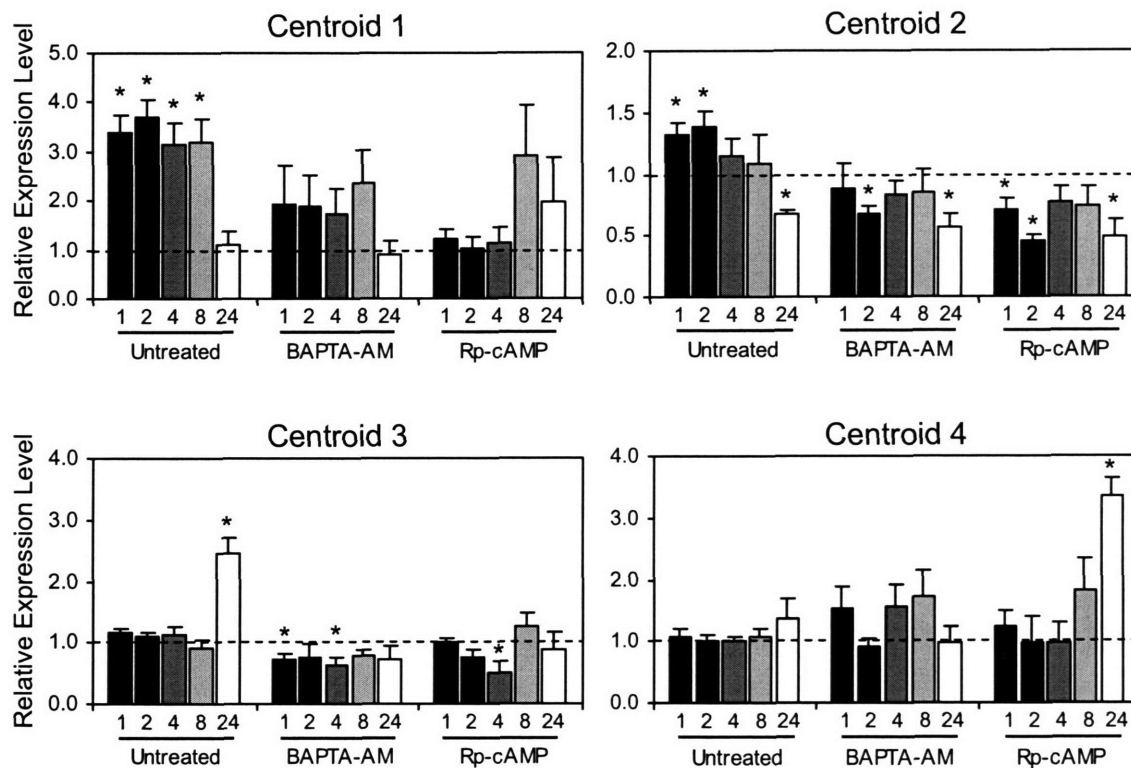 Centroid 1
Relative Expression Level
5.0
4.0
3.0
2.0
1.0
0.0
* * * *
1 2 4 8 24 1 2 4 8 24 1 2 4 8 24
Untreated BAPTA-AM Rp-cAMP
Centroid 2
2.0
1.5
1.0
0.5
0.0
* * * * * * * *
1 2 4 8 24 1 2 4 8 24 1 2 4 8 24
Untreated BAPTA-AM Rp-cAMP
Centroid 3
Relative Expression Level
4.0
3.0
2.0
1.0
0.0
* * * *
1 2 4 8 24 1 2 4 8 24 1 2 4 8 24
Untreated BAPTA-AM Rp-cAMP
Centroid 4
4.0
3.0
2.0
1.0
0.0
*
1 2 4 8 24 1 2 4 8 24 1 2 4 8 24
Untreated BAPTA-AM Rp-cAMP